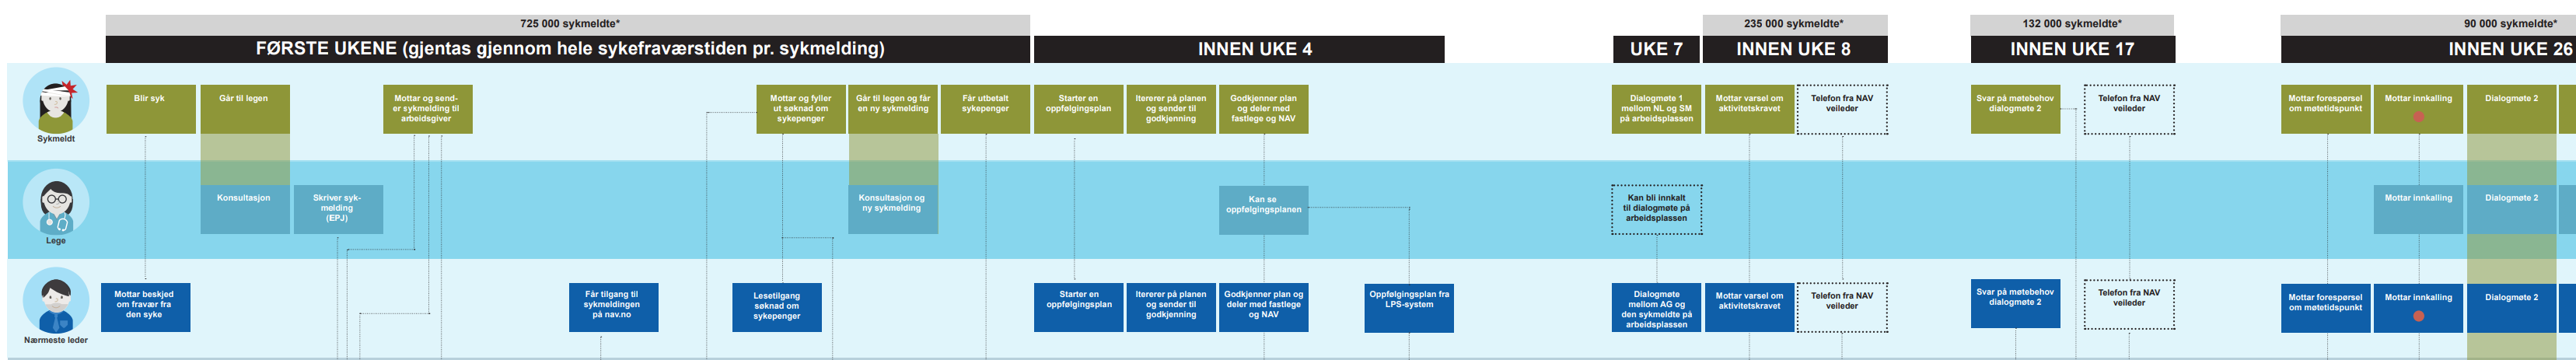 725 000 sykmeldte*
235 000 sykmeldte*
132 000 sykmeldte*
90 000 sykmeldte*
FØRSTE UKENE (gjentas gjennom hele sykefraværstiden pr. sykmelding)
INNEN UKE 4
UKE 7
INNEN UKE 8
INNEN UKE 17
INNEN UKE 26
Sykmeldt
Blir syk
Går til legen
Mottar og send-
er sykmelding til
arbeidsgiver
Mottar og fyller
ut søknad om
sykepenger
Går til legen og får
en ny sykmelding
Får utbetalt
sykepenger
Starter en
oppfølgingsplan
Itererer på planen
og sender til
godkjenning
Godkjenner plan
og deler med
fastlege og NAV
Dialogmøte 1
mellom NL og SM
på arbeidsplassen
Mottar varsel om
aktivitetskravet
Telefon fra NAV
veileder
Svar på møtebehov
dialogmøte 2
Telefon fra NAV
veileder
Mottar forespørsel
om møtetidspunkt
Mottar innkalling
Dialogmøte 2
Lege
Konsultasjon
Skriver syk-
melding
(EPJ)
Konsultasjon og
ny sykmelding
Kan se
oppfølgingsplanen
Kan bli innkalt
til dialogmøte på
arbeidsplassen
Mottar innkalling
Dialogmøte 2
Nærmeste leder
Mottar beskjed
om fravær fra
den syke
Får tilgang til
sykmeldingen
på nav.no
Lesetilgang
søknad om
sykepenger
Starter en
oppfølgingsplan
Itererer på planen
og sender til
godkjenning
Godkjenner plan og
deler med fastlege
og NAV
Oppfølgingsplan fra
LPS-system
Dialogmøte
mellom AG og
den sykmeldte på
arbeidsplassen
Mottar varsel om
aktivitetskravet
Telefon fra NAV
veileder
Svar på møtebehov
dialogmøte 2
Telefon fra NAV
veileder
Mottar forespørsel
om møtetidspunkt
Mottar innkalling
Dialogmøte 2